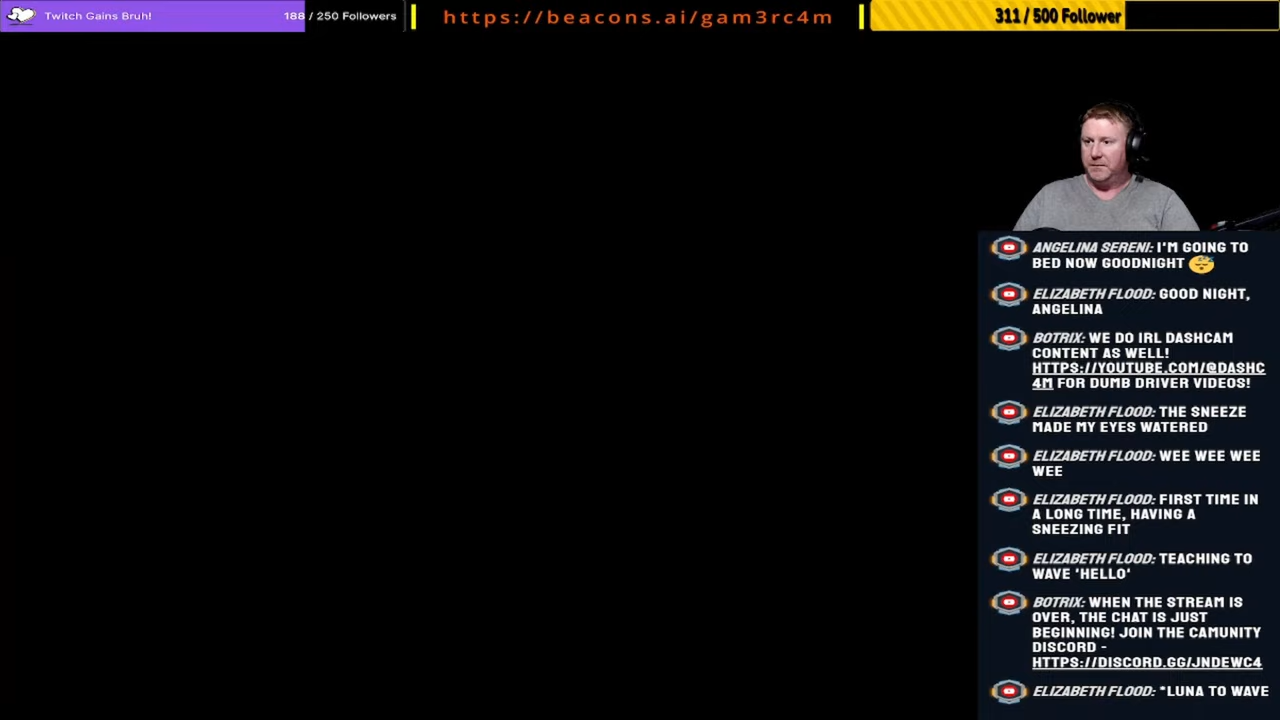 Twitch Gains Bruh! 188 / 250 Followers
https://beacons.ai/gam3rc4m
311 / 500 Follower
ANGELINA SERENI: I'M GOING TO
BED NOW GOODNIGHT
ELIZABETH FLOOD: GOOD NIGHT,
ANGELINA
BOTRIX: WE DO IRL DASHCAM
CONTENT AS WELL!
HTTPS://YOUTUBE.COM/@DASHC
4M FOR DUMB DRIVER VIDEOS!
ELIZABETH FLOOD: THE SNEEZE
MADE MY EYES WATERED
ELIZABETH FLOOD: WEE WEE WEE
WEE
ELIZABETH FLOOD: FIRST TIME IN
A LONG TIME, HAVING A
SNEEZING FIT
ELIZABETH FLOOD: TEACHING TO
WAVE 'HELLO'
BOTRIX: WHEN THE STREAM IS
OVER, THE CHAT IS JUST
BEGINNING! JOIN THE CAMUNITY
DISCORD -
HTTPS://DISCORD.GG/JNDEWC4
ELIZABETH FLOOD: *LUNA TO WAVE